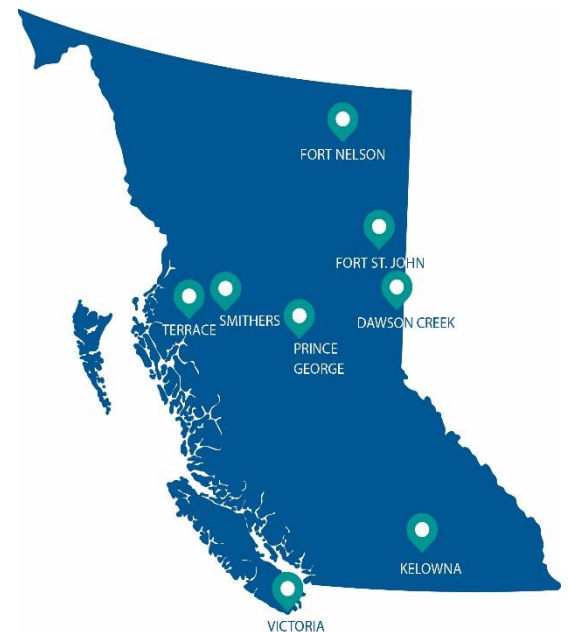 FORT NELSON
FORT ST. JOHN
DAWSON CREEK
SMITHERS
TERRACE
PRINCE
GEORGE
KELOWNA
VICTORIA